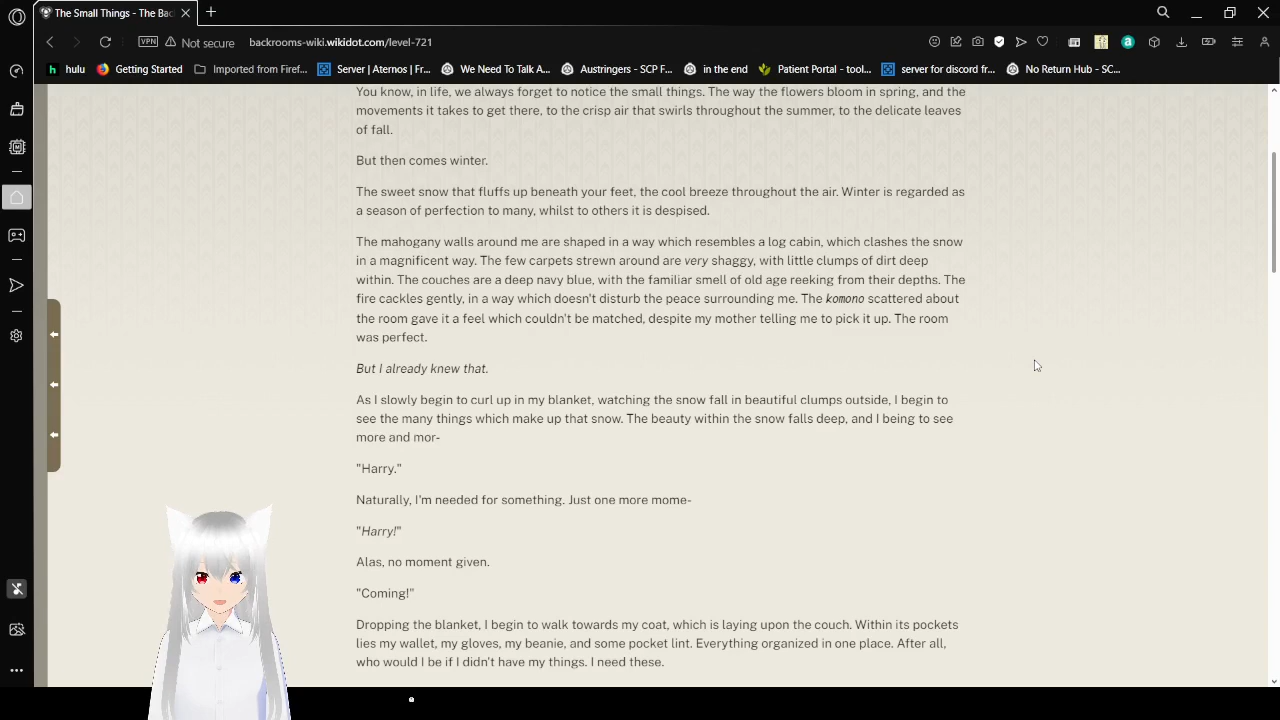 The Small Things - The Bac
VPN
Not secure
backrooms-wiki.wikidot.com/level-721
hulu
Getting Started
Imported from Firef...
Server | Aternos | Fr...
We Need To Talk A...
Austringers - SCP F...
in the end
Patient Portal - tool...
server for discord fr...
No Return Hub - SC...
You know, in life, we always forget to notice the small things. The way the flowers bloom in spring, and the
movements it takes to get there, to the crisp air that swirls throughout the summer, to the delicate leaves
of fall.
But then comes winter.
The sweet snow that fluffs up beneath your feet, the cool breeze throughout the air. Winter is regarded as
a season of perfection to many, whilst to others it is despised.
The mahogany walls around me are shaped in a way which resembles a log cabin, which clashes the snow
in a magnificent way. The few carpets strewn around are very shaggy, with little clumps of dirt deep
within. The couches are a deep navy blue, with the familiar smell of old age reeking from their depths. The
fire cackles gently, in a way which doesn't disturb the peace surrounding me. The komono scattered about
the room gave it a feel which couldn't be matched, despite my mother telling me to pick it up. The room
was perfect.
But I already knew that.
As I slowly begin to curl up in my blanket, watching the snow fall in beautiful clumps outside, I begin to
see the many things which make up that snow. The beauty within the snow falls deep, and I being to see
more and mor-
"Harry."
Naturally, I'm needed for something. Just one more mome-
"Harry!"
Alas, no moment given.
"Coming!"
Dropping the blanket, I begin to walk towards my coat, which is laying upon the couch. Within its pockets
lies my wallet, my gloves, my beanie, and some pocket lint. Everything organized in one place. After all,
who would I be if I didn't have my things. I need these.